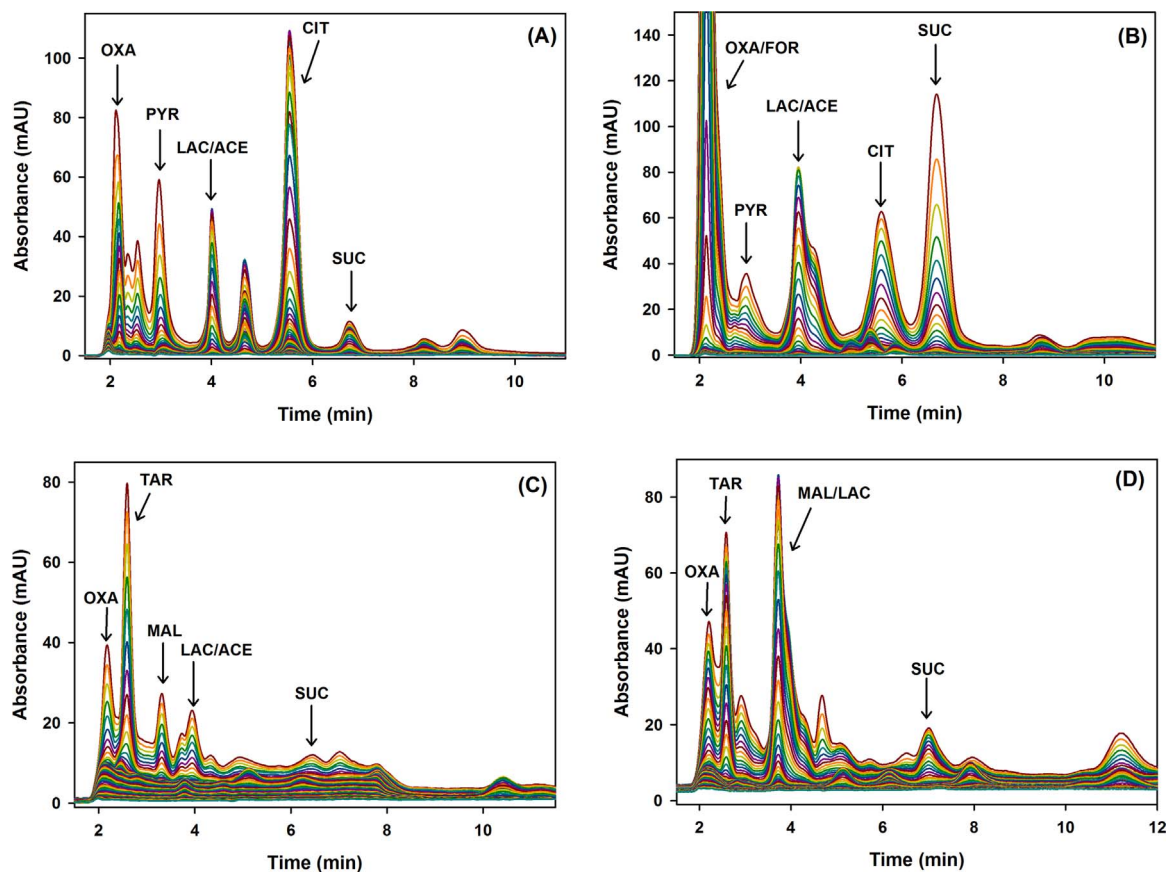 (A)
OXA
PYR
LAC/ACE
CIT
SUC
100
80
60
40
20
0
Absorbance (mAU)
2 4 6 8 10
Time (min)
(B)
OXA/FOR
PYR
LAC/ACE
CIT
SUC
140
120
100
80
60
40
20
0
Absorbance (mAU)
2 4 6 8 10
Time (min)
(C)
OXA
TAR
MAL
LAC/ACE
SUC
80
60
40
20
0
Absorbance (mAU)
2 4 6 8 10
Time (min)
(D)
OXA
TAR
MAL/LAC
SUC
80
60
40
20
0
Absorbance (mAU)
2 4 6 8 10 12
Time (min)